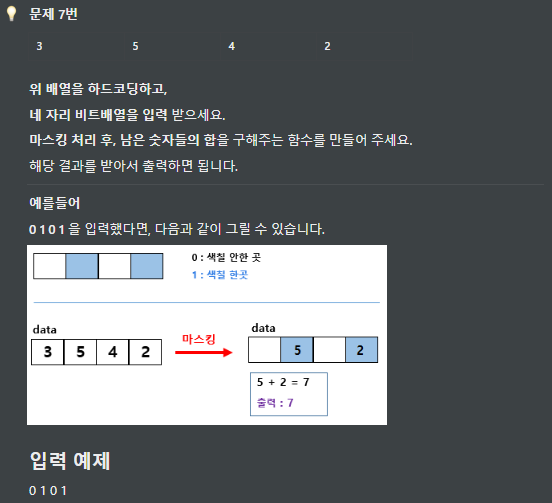 문제 7번
3 5 4 2
위 배열을 하드코딩하고,
네 자리 비트배열을 입력 받으세요.
마스킹 처리 후, 남은 숫자들의 합을 구해주는 함수를 만들어 주세요.
해당 결과를 받아서 출력하면 됩니다.
예를들어
0 1 0 1 을 입력했다면, 다음과 같이 그릴 수 있습니다.
0 : 색칠 안한 곳
1 : 색칠 한곳
data
3 5 4 2
마스킹
data
5 2
5 + 2 = 7
출력 : 7
입력 예제
0 1 0 1